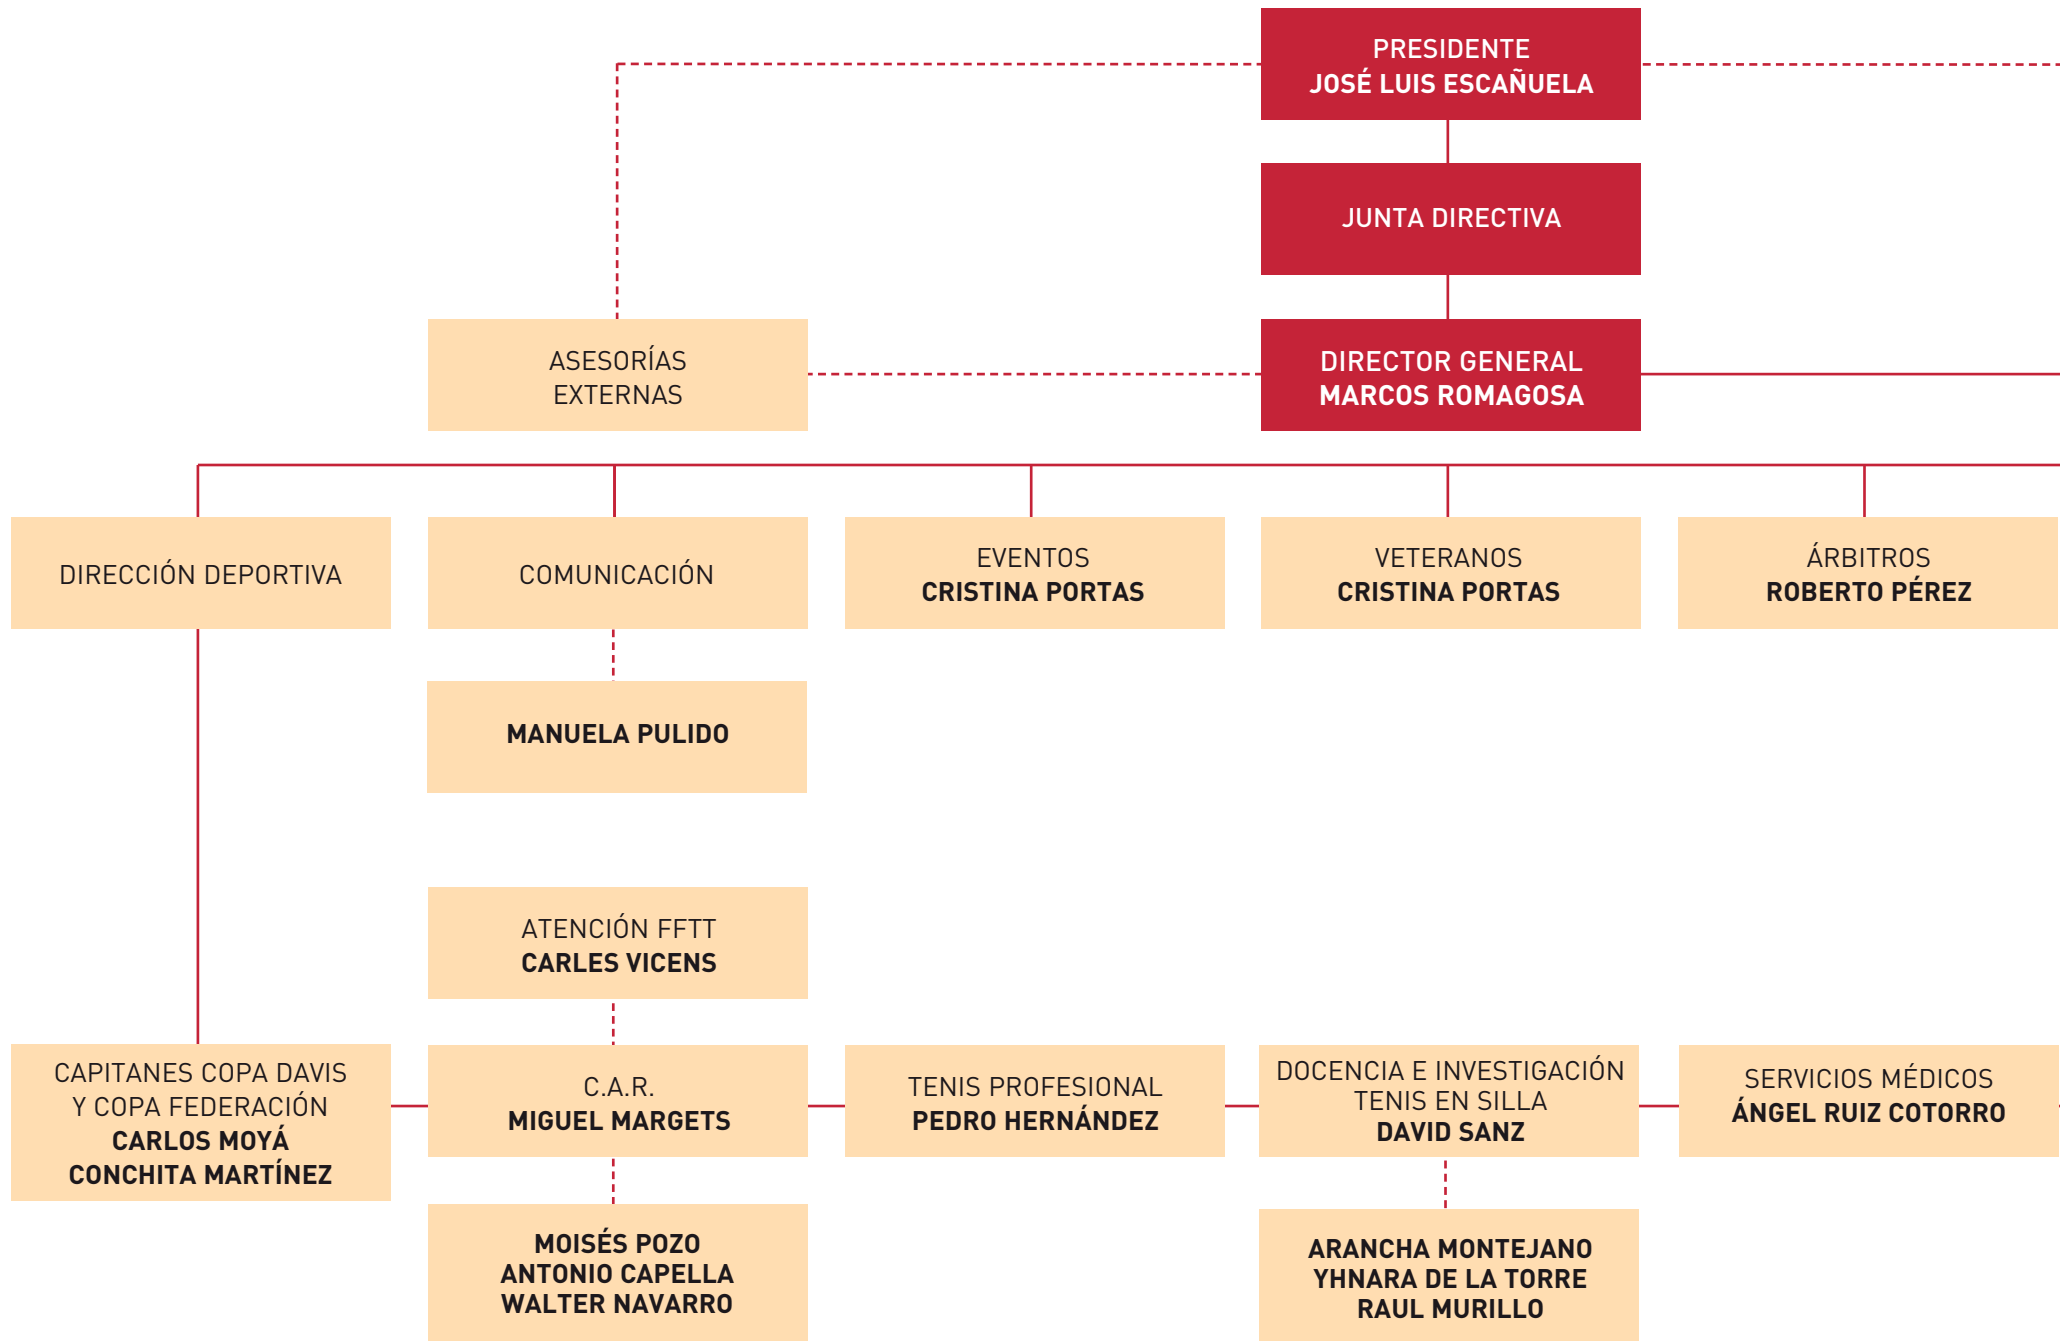 PRESIDENTE
JOSÉ LUIS ESCAÑUELA
JUNTA DIRECTIVA
ASESORÍAS
EXTERNAS
DIRECTOR GENERAL
MARCOS ROMAGOSA
DIRECCIÓN DEPORTIVA
COMUNICACIÓN
EVENTOS
CRISTINA PORTAS
VETERANOS
CRISTINA PORTAS
ÁRBITROS
ROBERTO PÉREZ
MANUELA PULIDO
ATENCIÓN FFTT
CARLES VICENS
CAPITANES COPA DAVIS
Y COPA FEDERACIÓN
CARLOS MOYÁ
CONCHITA MARTÍNEZ
C.A.R.
MIGUEL MARGETS
TENIS PROFESIONAL
PEDRO HERNÁNDEZ
DOCENCIA E INVESTIGACIÓN
TENIS EN SILLA
DAVID SANZ
SERVICIOS MÉDICOS
ÁNGEL RUIZ COTORRO
MOISÉS POZO
ANTONIO CAPELLA
WALTER NAVARRO
ARANCHA MONTEJANO
YHNARA DE LA TORRE
RAUL MURILLO